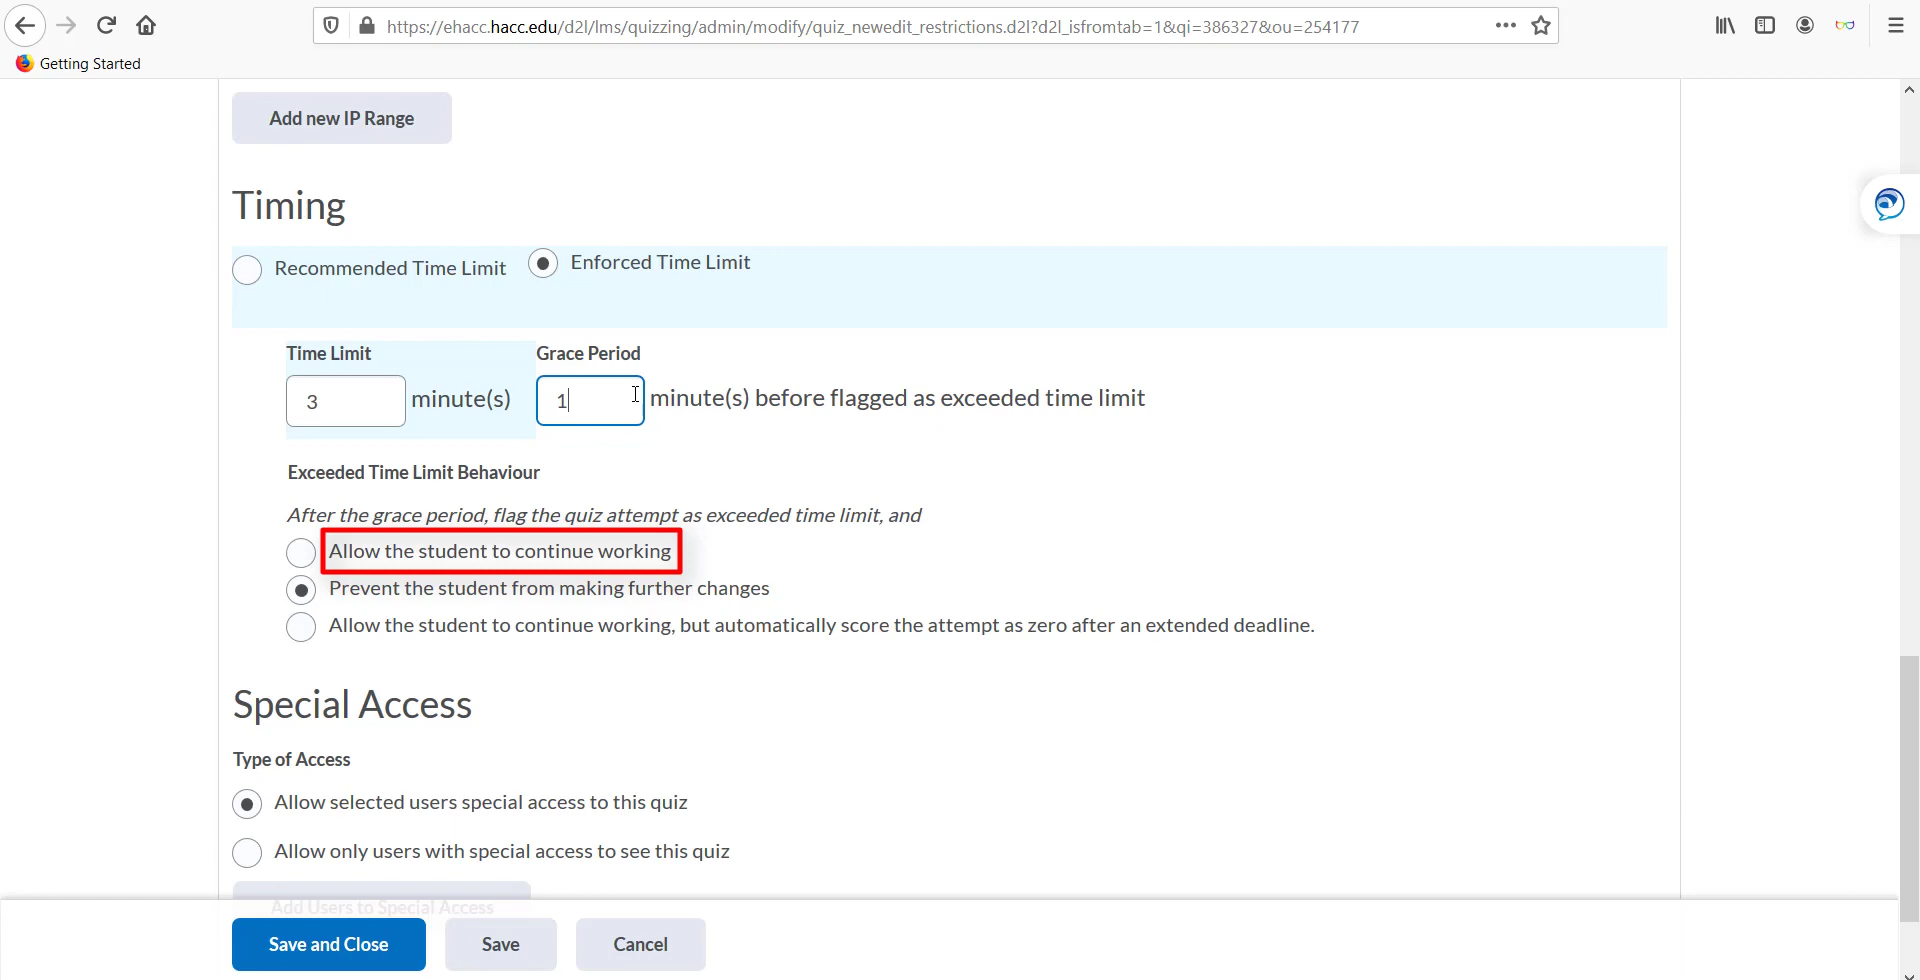 https://ehacc.hacc.edu/d2l/lms/quizzing/admin/modify/quiz_newedit_restrictions.d2l?d2l_isfromtab=1&qi=386327&ou=254177
Getting Started
Add new IP Range
Timing
Recommended Time Limit
Enforced Time Limit
Time Limit
Grace Period
3 minute(s)
1 minute(s) before flagged as exceeded time limit
Exceeded Time Limit Behaviour
After the grace period, flag the quiz attempt as exceeded time limit, and
Allow the student to continue working
Prevent the student from making further changes
Allow the student to continue working, but automatically score the attempt as zero after an extended deadline.
Special Access
Type of Access
Allow selected users special access to this quiz
Allow only users with special access to see this quiz
Add Users to Special Access
Save and Close
Save
Cancel